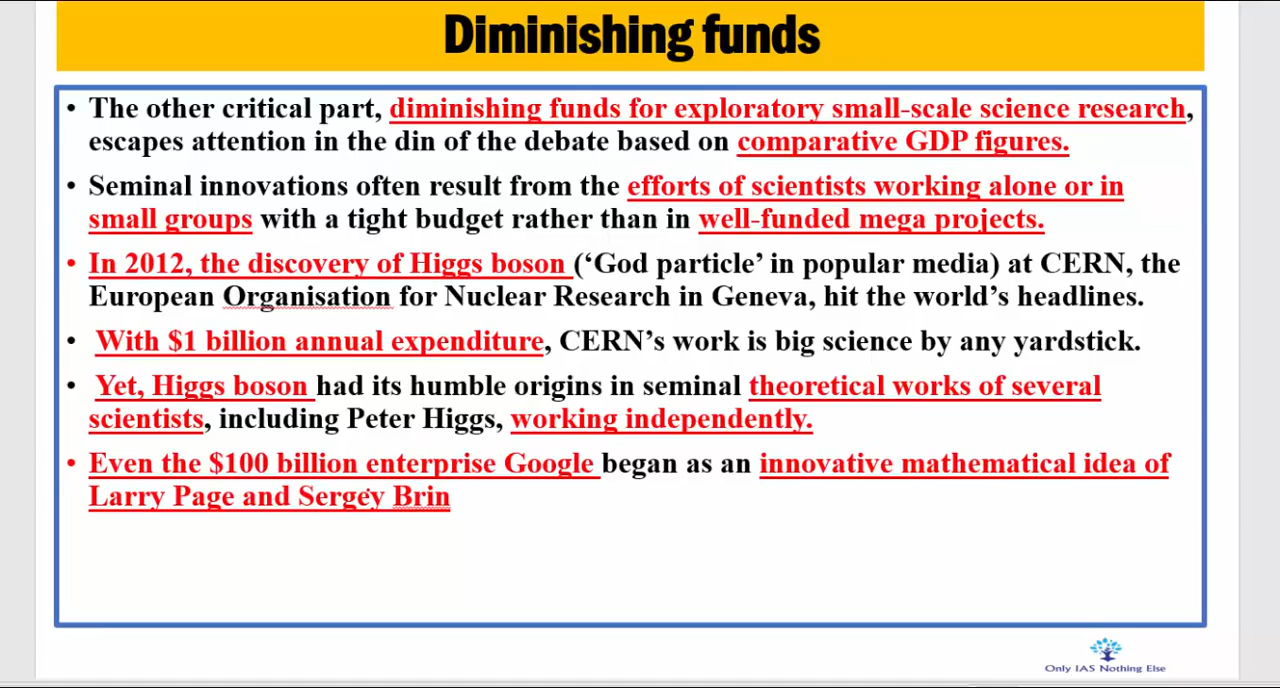 Diminishing funds
• The other critical part, diminishing funds for exploratory small-scale science research,
escapes attention in the din of the debate based on comparative GDP figures.
• Seminal innovations often result from the efforts of scientists working alone or in
small groups with a tight budget rather than in well-funded mega projects.
• In 2012, the discovery of Higgs boson (‘God particle’ in popular media) at CERN, the
European Organisation for Nuclear Research in Geneva, hit the world’s headlines.
• With $1 billion annual expenditure, CERN’s work is big science by any yardstick.
• Yet, Higgs boson had its humble origins in seminal theoretical works of several
scientists, including Peter Higgs, working independently.
• Even the $100 billion enterprise Google began as an innovative mathematical idea of
Larry Page and Sergey Brin
Only IAS Nothing Else